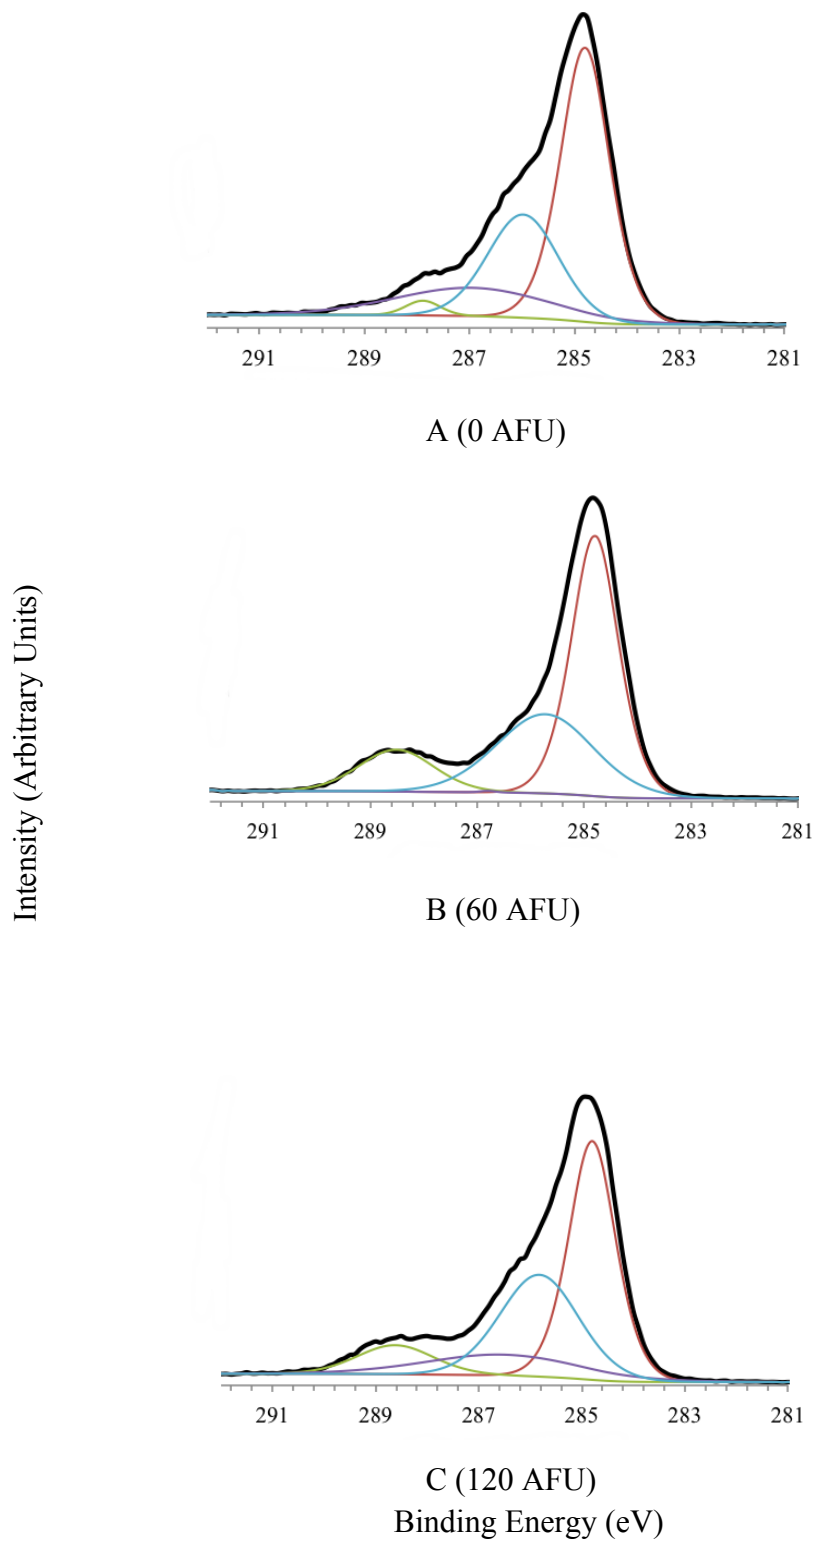 291 289 287 285 283 281
A (0 AFU)
Intensity (Arbitrary Units)
291 289 287 285 283 281
B (60 AFU)
291 289 287 285 283 281
C (120 AFU)
Binding Energy (eV)